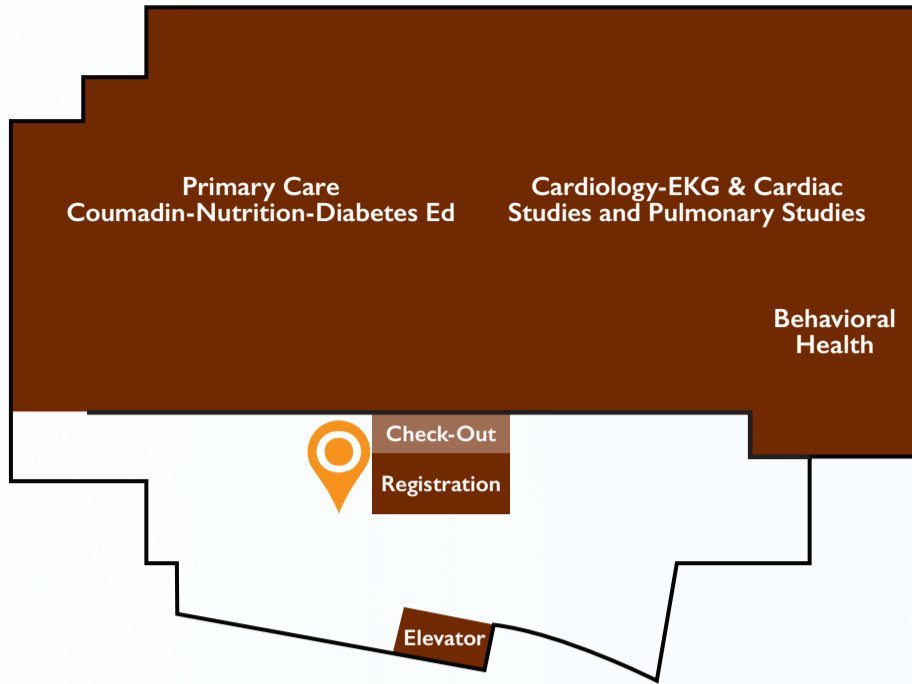 Primary Care
Coumadin-Nutrition-Diabetes Ed
Cardiology-EKG & Cardiac
Studies and Pulmonary Studies
Behavioral
Health
Check-Out
Registration
Elevator